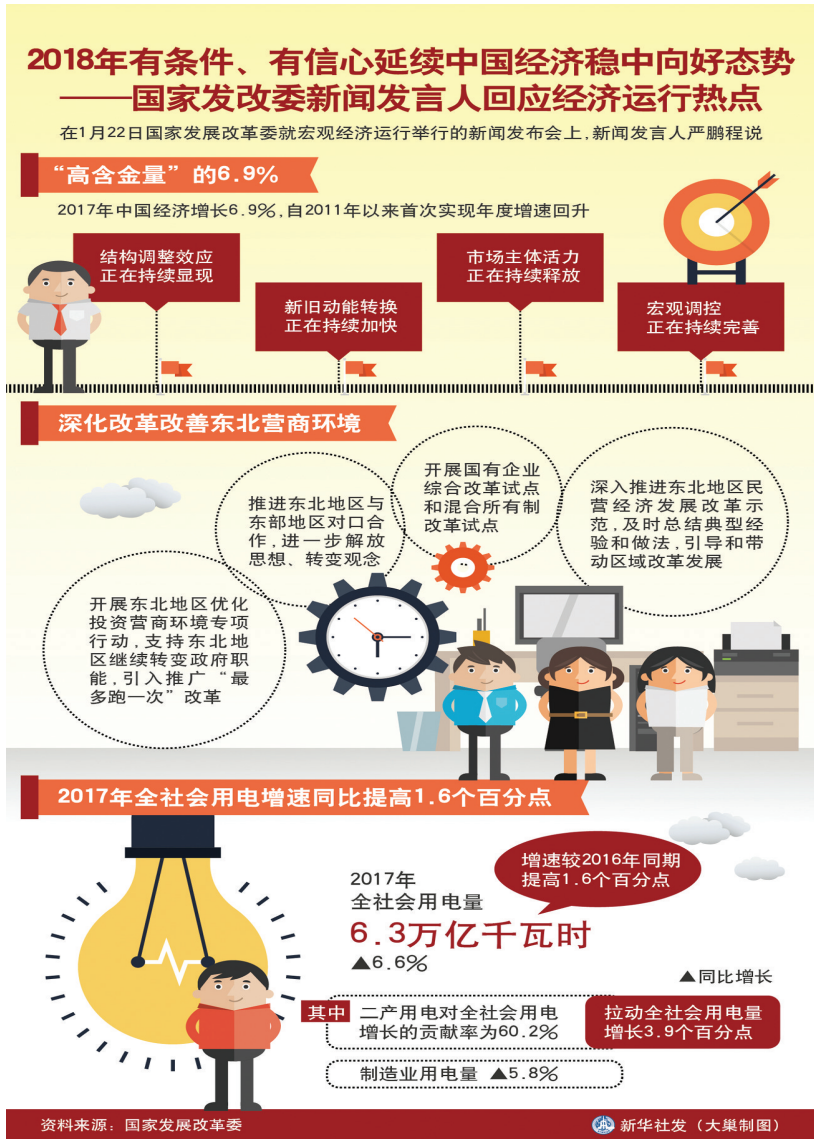 2018年有条件、有信心延续中国经济稳中向好态势
——国家发改委新闻发言人回应经济运行热点
在1月22日国家发展改革委就宏观经济运行举行的新闻发布会上,新闻发言人严鹏程说
“高含金量”的6.9%
2017年中国经济增长6.9%,自2011年以来首次实现年度增速回升
结构调整效应
正在持续显现
新旧动能转换
正在持续加快
市场主体活力
正在持续释放
宏观调控
正在持续完善
深化改革改善东北营商环境
开展东北地区优化
投资营商环境专项
行动,支持东北地
区继续转变政府职
能,引入推广“最
多跑一次”改革
推进东北地区与
东部地区对口合
作,进一步解放
思想、转变观念
开展国有企业
综合改革试点
和混合所有制
改革试点
深入推进东北地区民
营经济发展改革示
范,及时总结典型经
验和做法,引导和带
动区域改革发展
2017年全社会用电增速同比提高1.6个百分点
增速较2016年同期
提高1.6个百分点
2017年
全社会用电量
6.3万亿千瓦时
▲6.6%
▲同比增长
其中
二产用电对全社会用电
增长的贡献率为60.2%
拉动全社会用电量
增长3.9个百分点
制造业用电量 ▲5.8%
资料来源：国家发展改革委
新华社发（大巢制图）